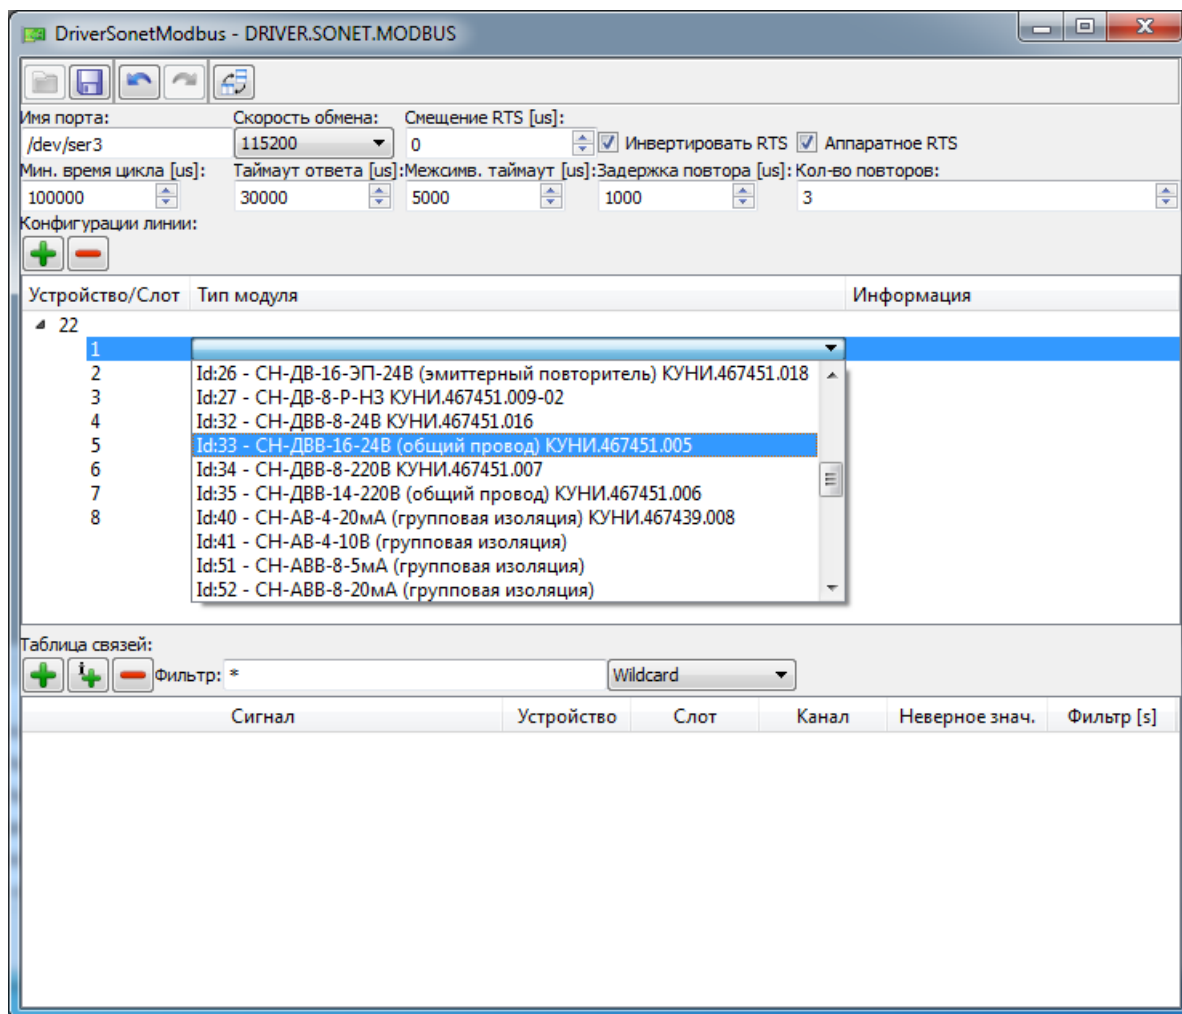 DriverSonetModbus - DRIVER.SONET.MODBUS
Имя порта: Скорость обмена: Смещение RTS [us]:
/dev/ser3 115200 0 Инвертировать RTS Аппаратное RTS
Мин. время цикла [us]: Таймаут ответа [us]: Межсимв. таймаут [us]: Задержка повтора [us]: Кол-во повторов:
100000 30000 5000 1000 3
Конфигурации линии:
Устройство/Слот Тип модуля Информация
22
1
2 Id:26 - СН-ДВ-16-ЭП-24В (эмиттерный повторитель) КУНИ.467451.018
3 Id:27 - СН-ДВ-8-Р-НЗ КУНИ.467451.009-02
4 Id:32 - СН-ДВВ-8-24В КУНИ.467451.016
5 Id:33 - СН-ДВВ-16-24В (общий провод) КУНИ.467451.005
6 Id:34 - СН-ДВВ-8-220В КУНИ.467451.007
7 Id:35 - СН-ДВВ-14-220В (общий провод) КУНИ.467451.006
8 Id:40 - СН-АВ-4-20мА (групповая изоляция) КУНИ.467439.008
Id:41 - СН-АВ-4-10В (групповая изоляция)
Id:51 - СН-АВВ-8-5мА (групповая изоляция)
Id:52 - СН-АВВ-8-20мА (групповая изоляция)
Таблица связей:
Фильтр: * Wildcard
Сигнал Устройство Слот Канал Неверное знач. Фильтр [s]